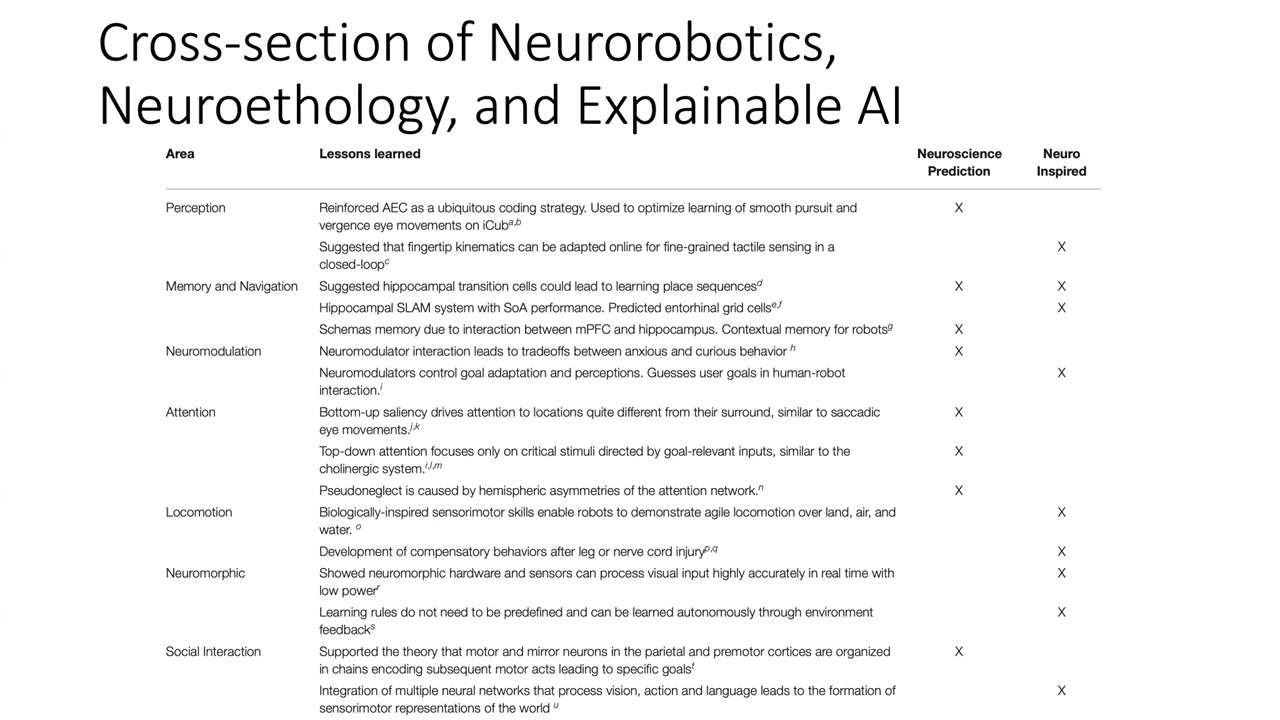 Cross-section of Neurorobotics,
Neuroethology, and Explainable AI
Area Lessons learned Neuroscience Neuro
Prediction Inspired
Perception Reinforced AEC as a ubiquitous coding strategy. Used to optimize learning of smooth pursuit and X
vergence eye movements on iCub a,b
Suggested that fingertip kinematics can be adapted online for fine-grained tactile sensing in a X
closed-loop c
Memory and Navigation Suggested hippocampal transition cells could lead to learning place sequences d X X
Hippocampal SLAM system with SoA performance. Predicted entorhinal grid cells e,f X
Schemas memory due to interaction between mPFC and hippocampus. Contextual memory for robots g X
Neuromodulation Neuromodulator interaction leads to tradeoffs between anxious and curious behavior h X
Neuromodulators control goal adaptation and perceptions. Guesses user goals in human-robot X
interaction. i
Attention Bottom-up saliency drives attention to locations quite different from their surround, similar to saccadic X
eye movements. j,k
Top-down attention focuses only on critical stimuli directed by goal-relevant inputs, similar to the X
cholinergic system. i,l,m
Pseudoneglect is caused by hemispheric asymmetries of the attention network. n X
Locomotion Biologically-inspired sensorimotor skills enable robots to demonstrate agile locomotion over land, air, and X
water. o
Development of compensatory behaviors after leg or nerve cord injury p,q X
Neuromorphic Showed neuromorphic hardware and sensors can process visual input highly accurately in real time with X
low power r
Learning rules do not need to be predefined and can be learned autonomously through environment X
feedback s
Social Interaction Supported the theory that motor and mirror neurons in the parietal and premotor cortices are organized X
in chains encoding subsequent motor acts leading to specific goals t
Integration of multiple neural networks that process vision, action and language leads to the formation of X
sensorimotor representations of the world u